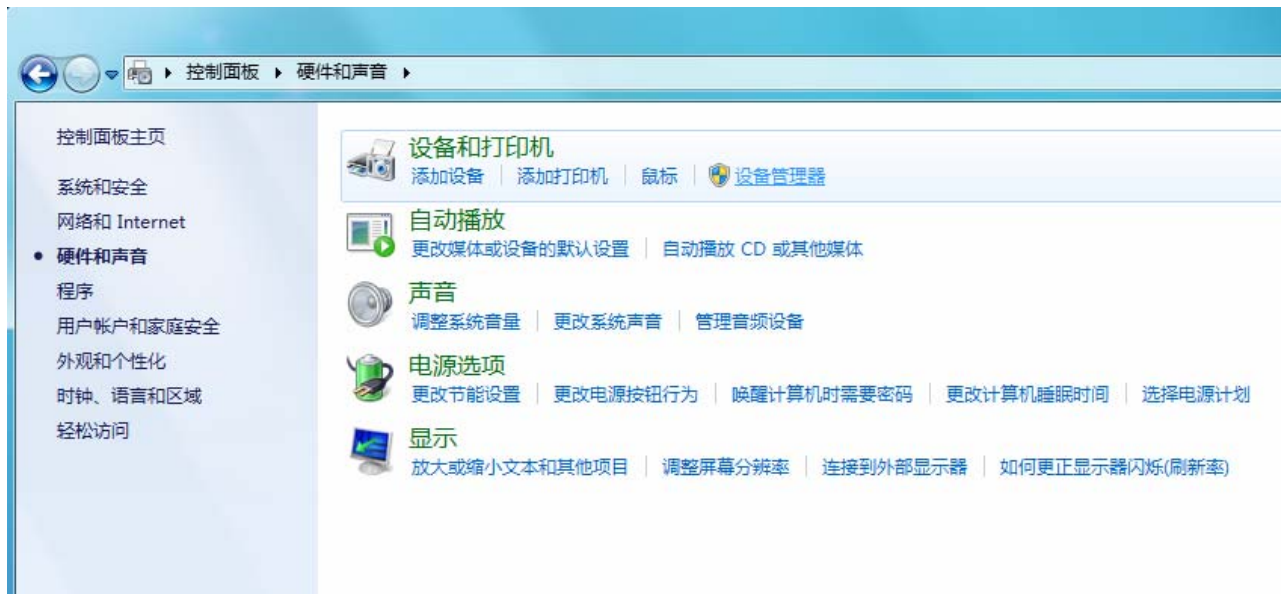 控制面板 硬件和声音
控制面板主页
系统和安全
网络和 Internet
硬件和声音
程序
用户帐户和家庭安全
外观和个性化
时钟、语言和区域
轻松访问
设备和打印机
添加设备 添加打印机 鼠标 设备管理器
自动播放
更改媒体或设备的默认设置 自动播放 CD 或其他媒体
声音
调整系统音量 更改系统声音 管理音频设备
电源选项
更改节能设置 更改电源按钮行为 唤醒计算机时需要密码 更改计算机睡眠时间 选择电源计划
显示
放大或缩小文本和其他项目 调整屏幕分辨率 连接到外部显示器 如何更正显示器闪烁(刷新率)